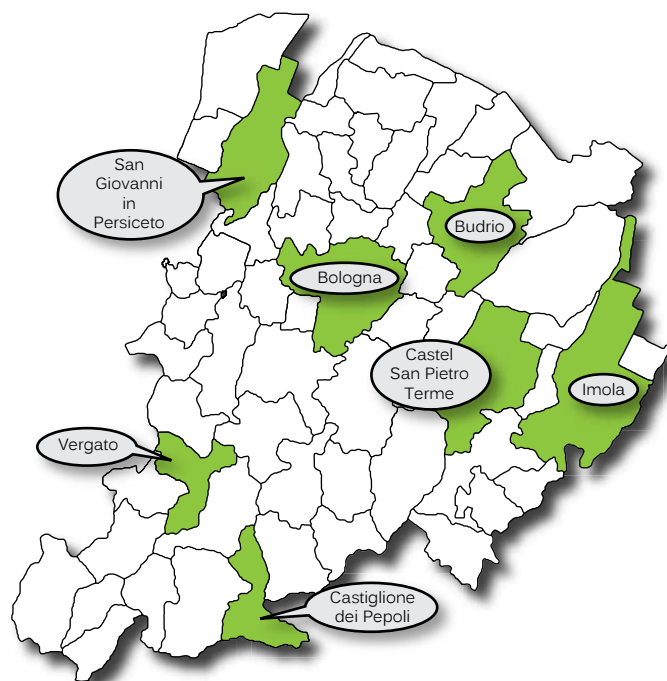 San
Giovanni
in
Persiceto
Budrio
Bologna
Castel
San Pietro
Terme
Imola
Vergato
Castiglione
dei Pepoli